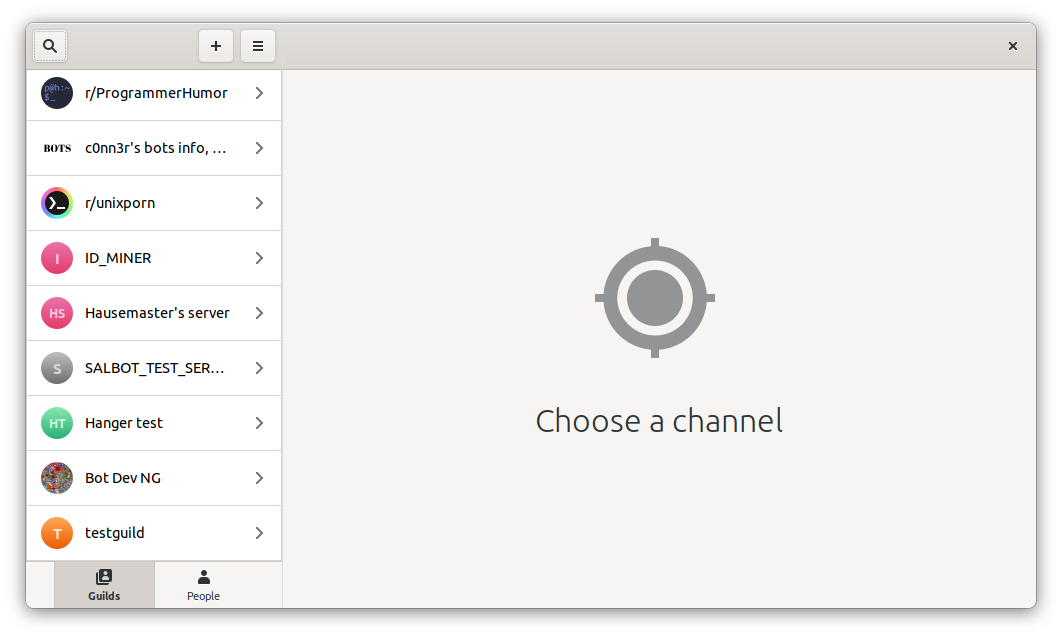 p@h:~
$_
r/ProgrammerHumor
BOTS
c0nn3r's bots info, ...
r/unixporn
I
ID_MINER
HS
Hausemaster's server
S
SALBOT_TEST_SER...
HT
Hanger test
Bot Dev NG
T
testguild
Choose a channel
Guilds
People